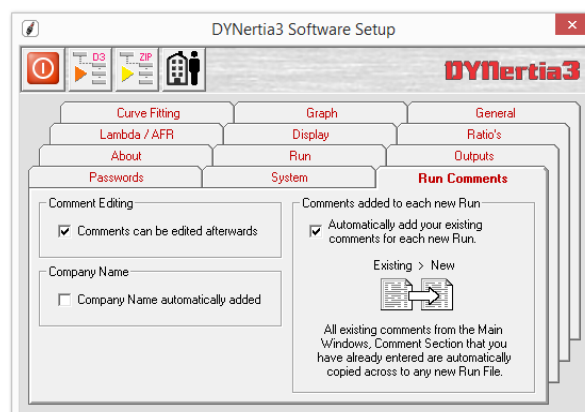 DYNertia3 Software Setup
D3
ZIP
DYNertia3
Curve Fitting
Graph
General
Lambda / AFR
Display
Ratio's
About
Run
Outputs
Passwords
System
Run Comments
Comment Editing
Comments can be edited afterwards
Company Name
Company Name automatically added
Comments added to each new Run
Automatically add your existing
comments for each new Run.
Existing > New
All existing comments from the Main
Windows, Comment Section that you
have already entered are automatically
copied across to any new Run File.